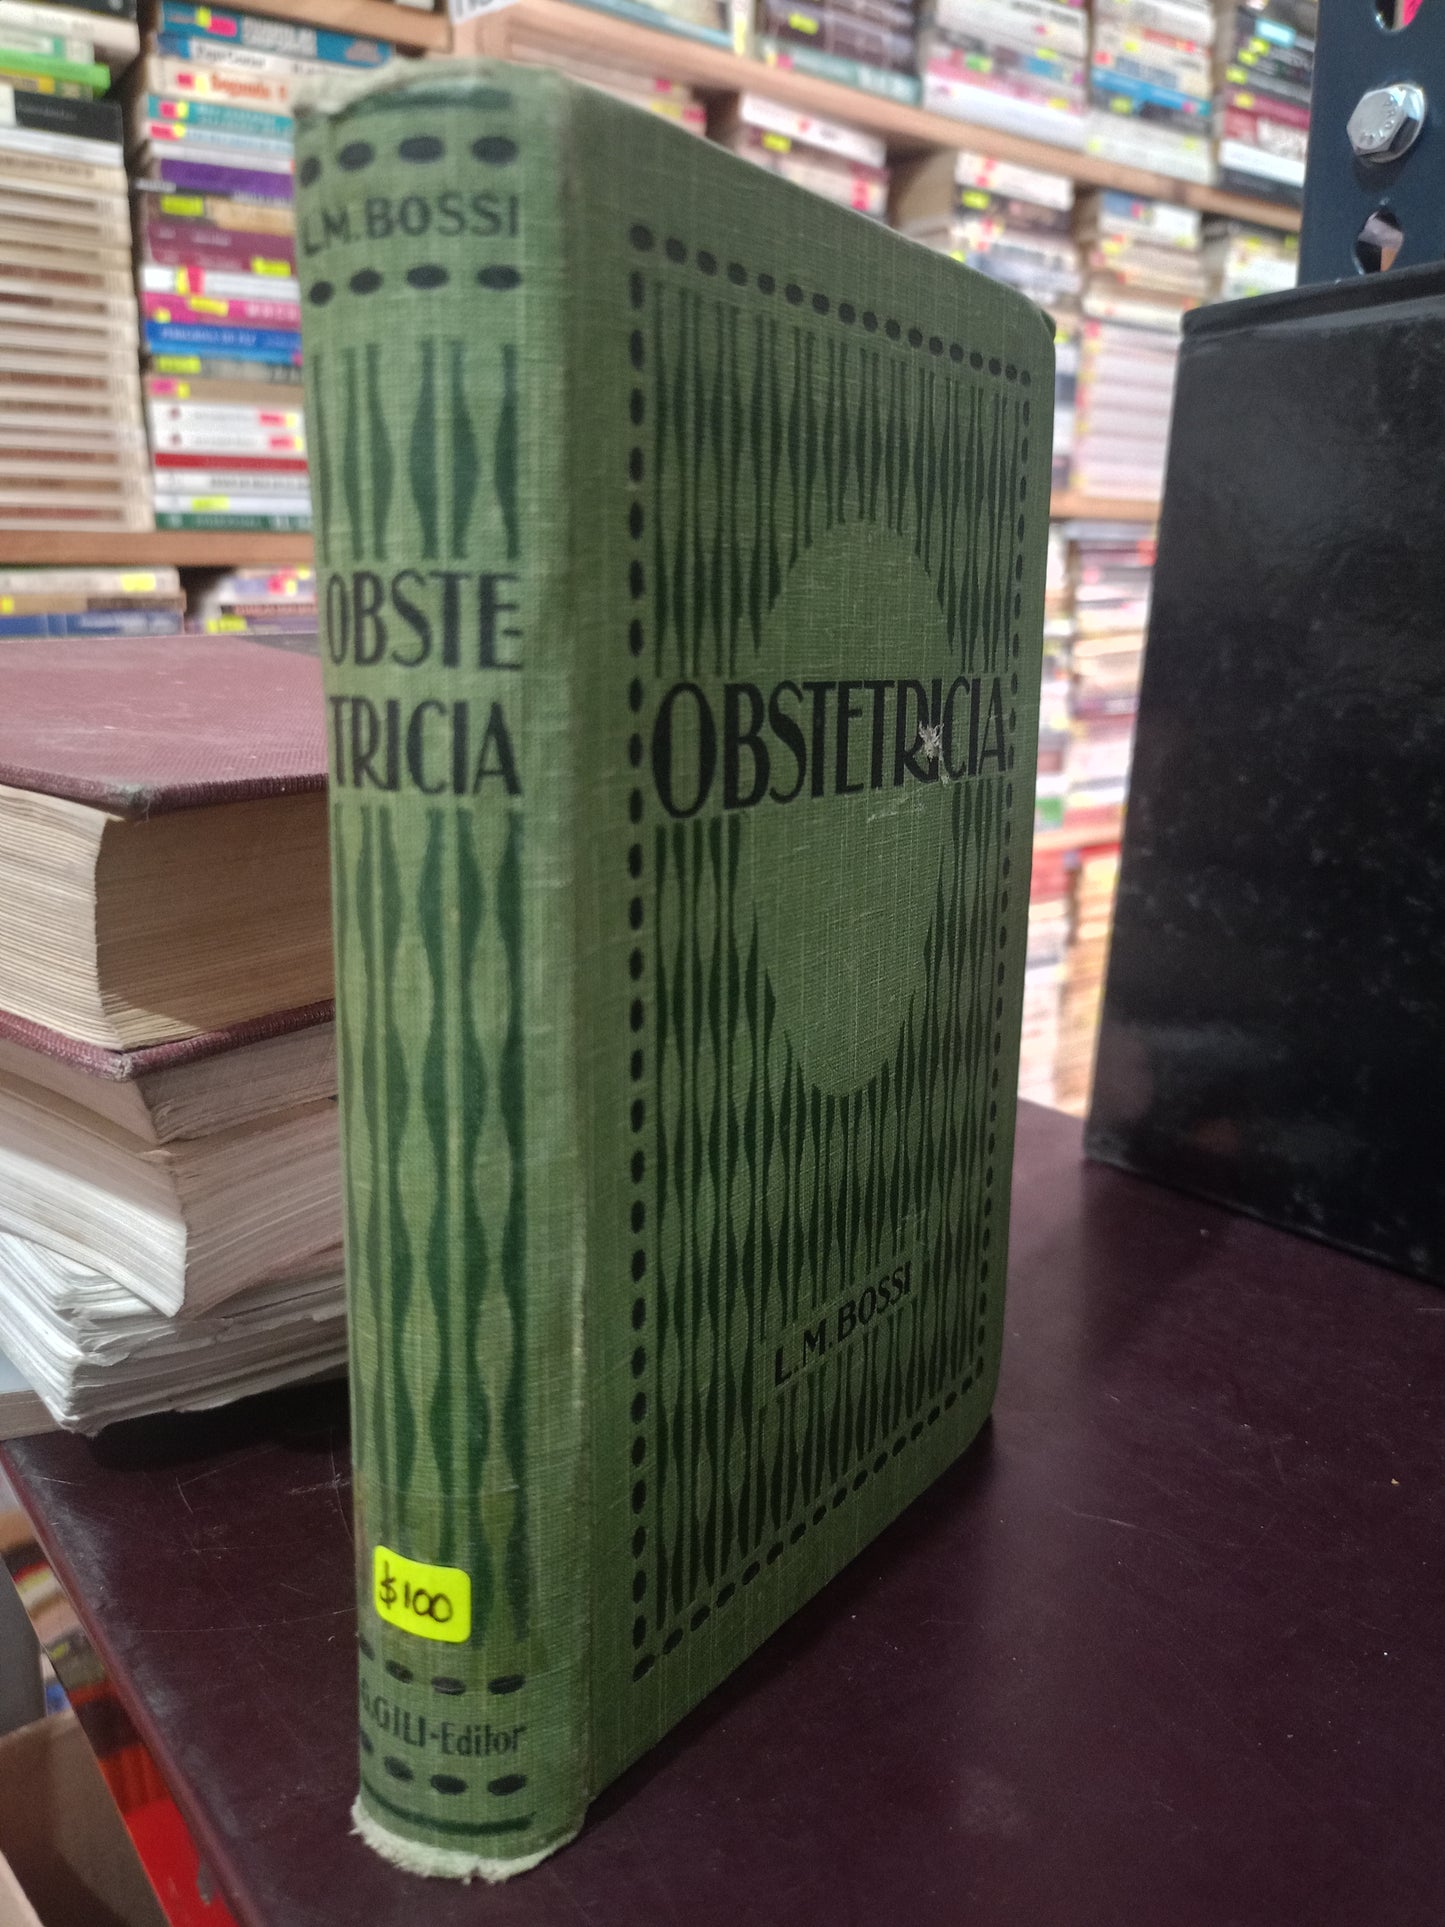 L.M.BOSSI
OBSTE-
TRICIA
$100
G.GILI-Editor
OBSTETRICIA
L.M.BOSSI